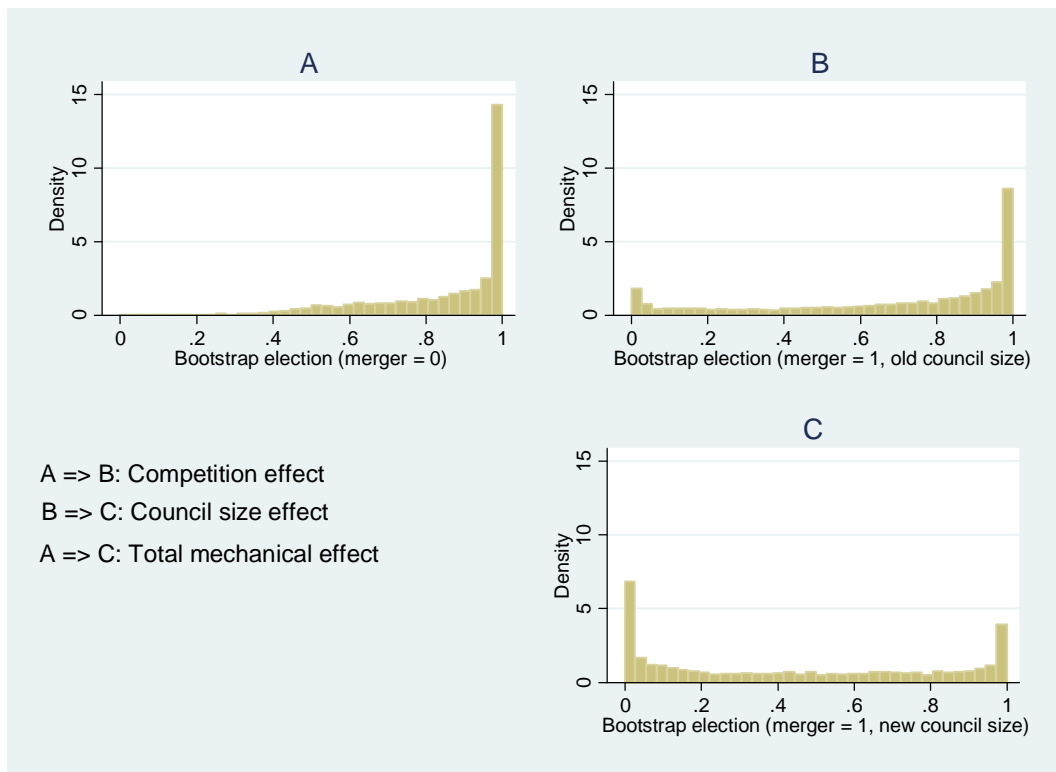 A
15
10
5
0
Density
0 .2 .4 .6 .8 1
Bootstrap election (merger = 0)
B
15
10
5
0
Density
0 .2 .4 .6 .8 1
Bootstrap election (merger = 1, old council size)
A => B: Competition effect
B => C: Council size effect
A => C: Total mechanical effect
C
15
10
5
0
Density
0 .2 .4 .6 .8 1
Bootstrap election (merger = 1, new council size)